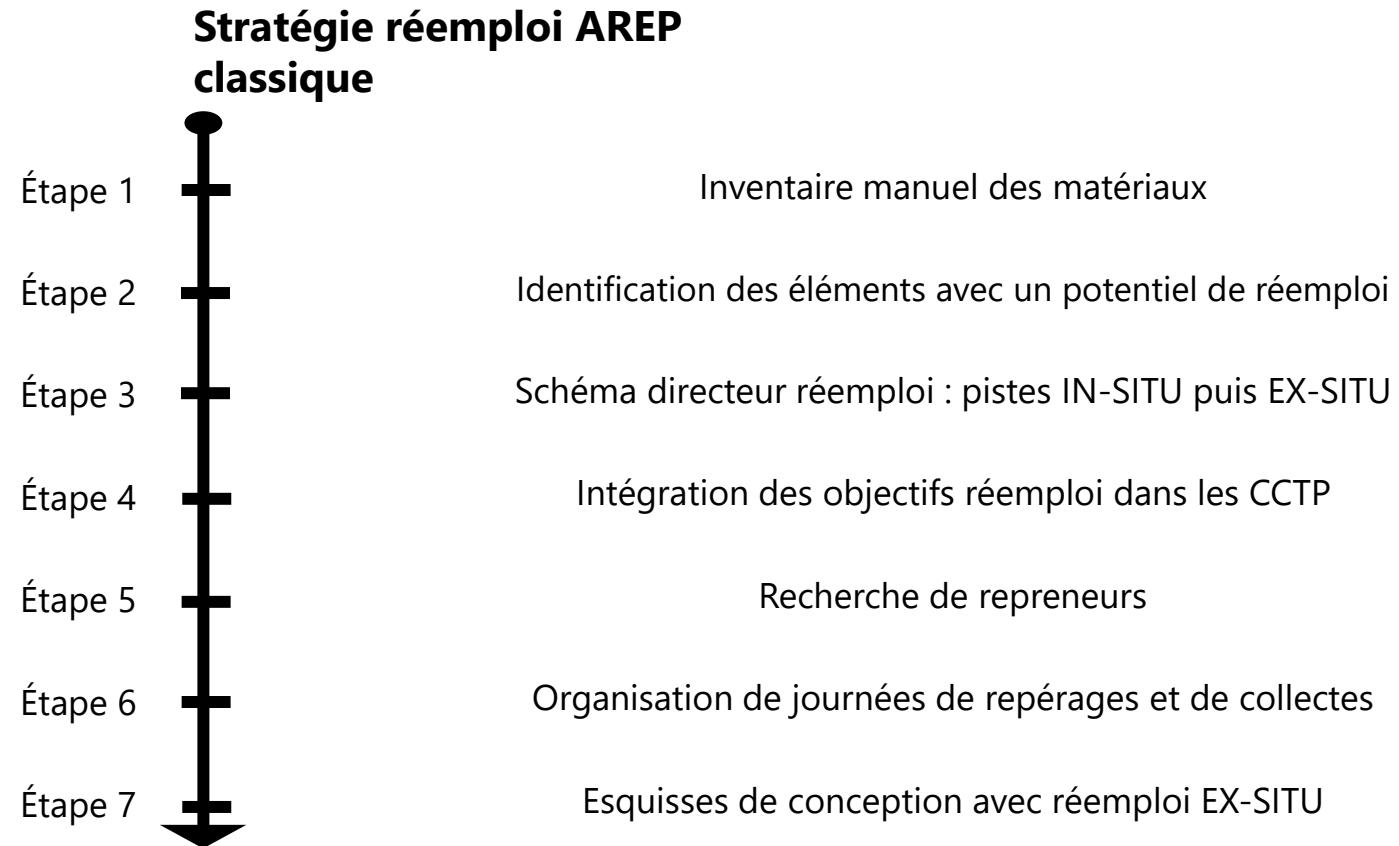 Stratégie réemploi AREP
classique
Étape 1
Inventaire manuel des matériaux
Étape 2
Identification des éléments avec un potentiel de réemploi
Étape 3
Schéma directeur réemploi : pistes IN-SITU puis EX-SITU
Étape 4
Intégration des objectifs réemploi dans les CCTP
Étape 5
Recherche de repreneurs
Étape 6
Organisation de journées de repérages et de collectes
Étape 7
Esquisses de conception avec réemploi EX-SITU